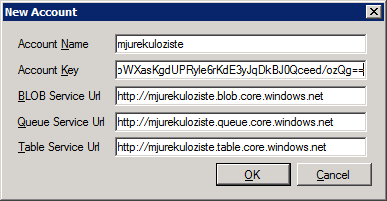 New Account
Account Name mjurekuloziste
Account Key oWXasKgdUPRyle6rKdE3yJqDkBJ0Qceed/ozQg==
BLOB Service Url http://mjurekuloziste.blob.core.windows.net
Queue Service Url http://mjurekuloziste.queue.core.windows.net
Table Service Url http://mjurekuloziste.table.core.windows.net
OK Cancel